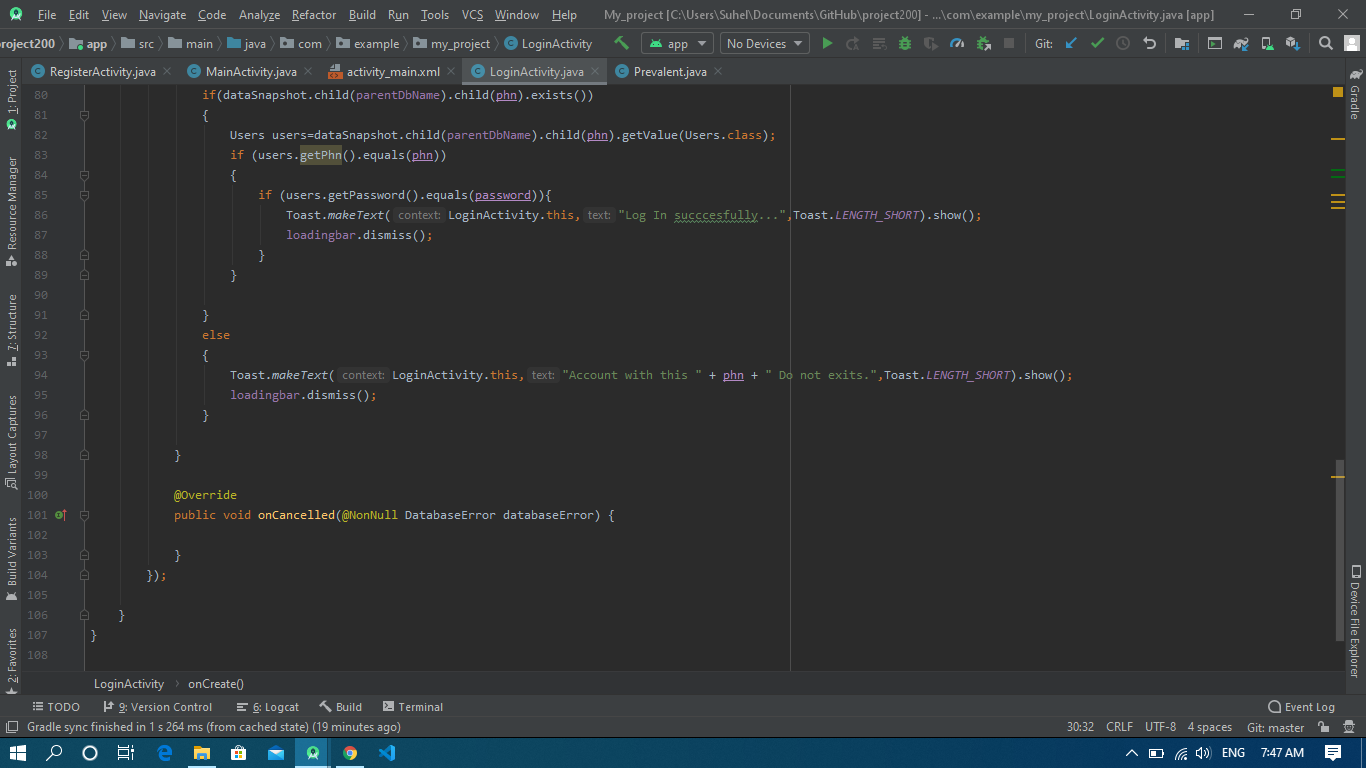 File Edit View Navigate Code Analyze Refactor Build Run Tools VCS Window Help My_project [C:\Users\Suhel\Documents\GitHub\project200] - ...\com\example\my_project\LoginActivity.java [app]
project200 app src main java com example my_project LoginActivity app No Devices Git:
RegisterActivity.java MainActivity.java activity_main.xml LoginActivity.java Prevalent.java
1: Project
Resource Manager
7: Structure
Layout Captures
Build Variants
2: Favorites
80 if(dataSnapshot.child(parentDbName).child(phn).exists())
81 {
82 Users users=dataSnapshot.child(parentDbName).child(phn).getValue(Users.class);
83 if (users.getPhn().equals(phn))
84 {
85 if (users.getPassword().equals(password)){
86 Toast.makeText( context: LoginActivity.this, text: "Log In succcesfully...",Toast.LENGTH_SHORT).show();
87 loadingbar.dismiss();
88 }
89 }
90
91 }
92 else
93 {
94 Toast.makeText( context: LoginActivity.this, text: "Account with this " + phn + " Do not exits.",Toast.LENGTH_SHORT).show();
95 loadingbar.dismiss();
96 }
97
98 }
99
100 @Override
101 public void onCancelled(@NonNull DatabaseError databaseError) {
102
103 }
104 });
105
106 }
107 }
108
Gradle
Device File Explorer
LoginActivity › onCreate()
TODO 9: Version Control 6: Logcat Build Terminal Event Log
Gradle sync finished in 1 s 264 ms (from cached state) (19 minutes ago) 30:32 CRLF UTF-8 4 spaces Git: master
ENG 7:47 AM